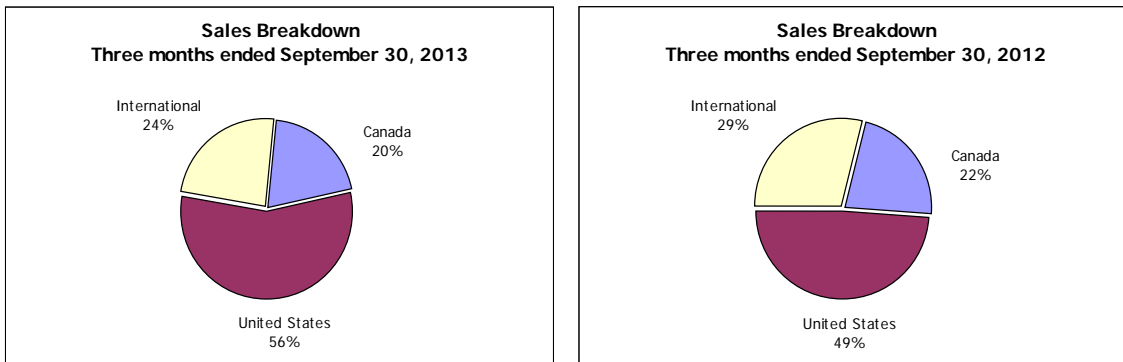 Sales Breakdown
Three months ended September 30, 2013
International
24%
Canada
20%
United States
56%
Sales Breakdown
Three months ended September 30, 2012
International
29%
Canada
22%
United States
49%